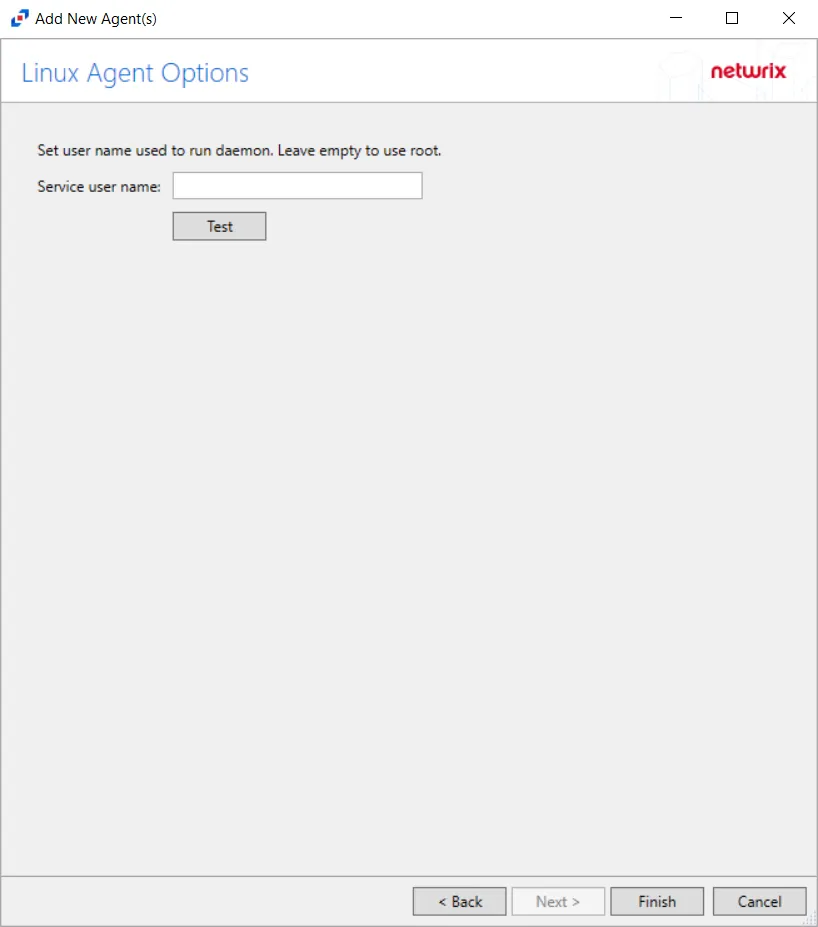 Add New Agent(s)
Linux Agent Options
netwrix
Set user name used to run daemon. Leave empty to use root.
Service user name:
Test
< Back
Next >
Finish
Cancel